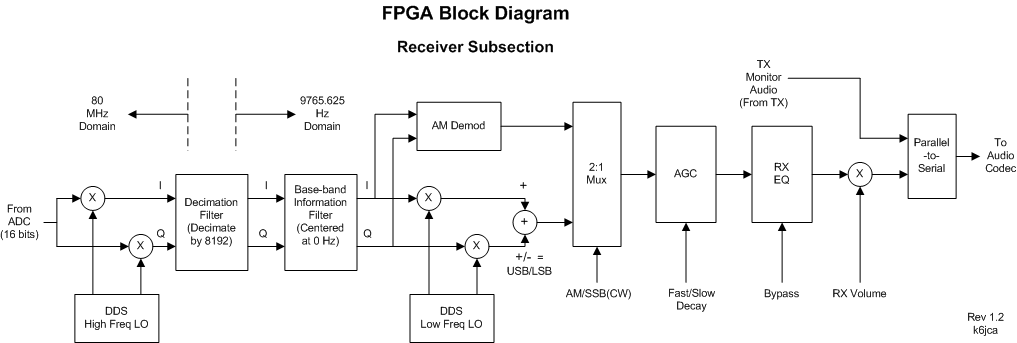 FPGA Block Diagram
Receiver Subsection
80
MHz
Domain
9765.625
Hz
Domain
TX
Monitor
Audio
(From TX)
AM Demod
2:1
Mux
AGC
RX
EQ
X
Parallel
-to-
Serial
To
Audio
Codec
From
ADC
(16 bits)
X
I
X
Q
Decimation
Filter
(Decimate
by 8192)
I
Q
Base-band
Information
Filter
(Centered
at 0 Hz)
I
Q
X
X
+
+
+/- =
USB/LSB
DDS
High Freq LO
DDS
Low Freq LO
AM/SSB(CW)
Fast/Slow
Decay
Bypass
RX Volume
Rev 1.2
k6jca